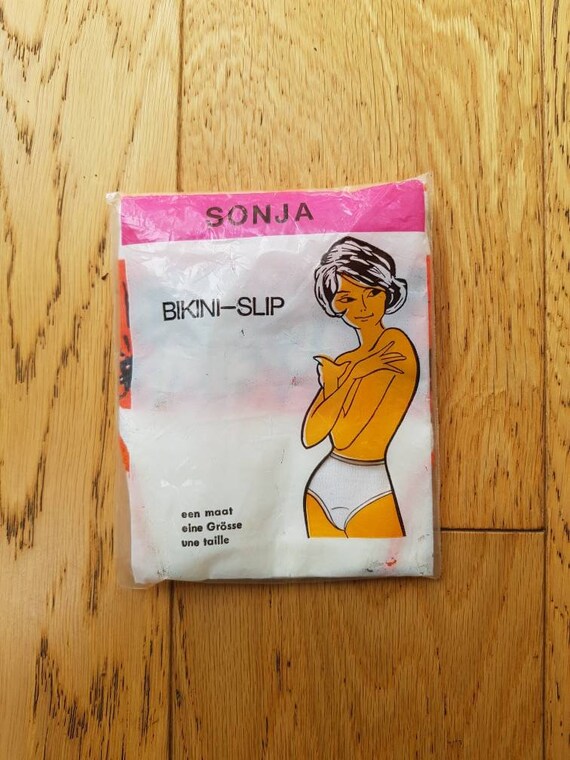 SONJA
BIKINI-SLIP
een maat
eine Grösse
une taille